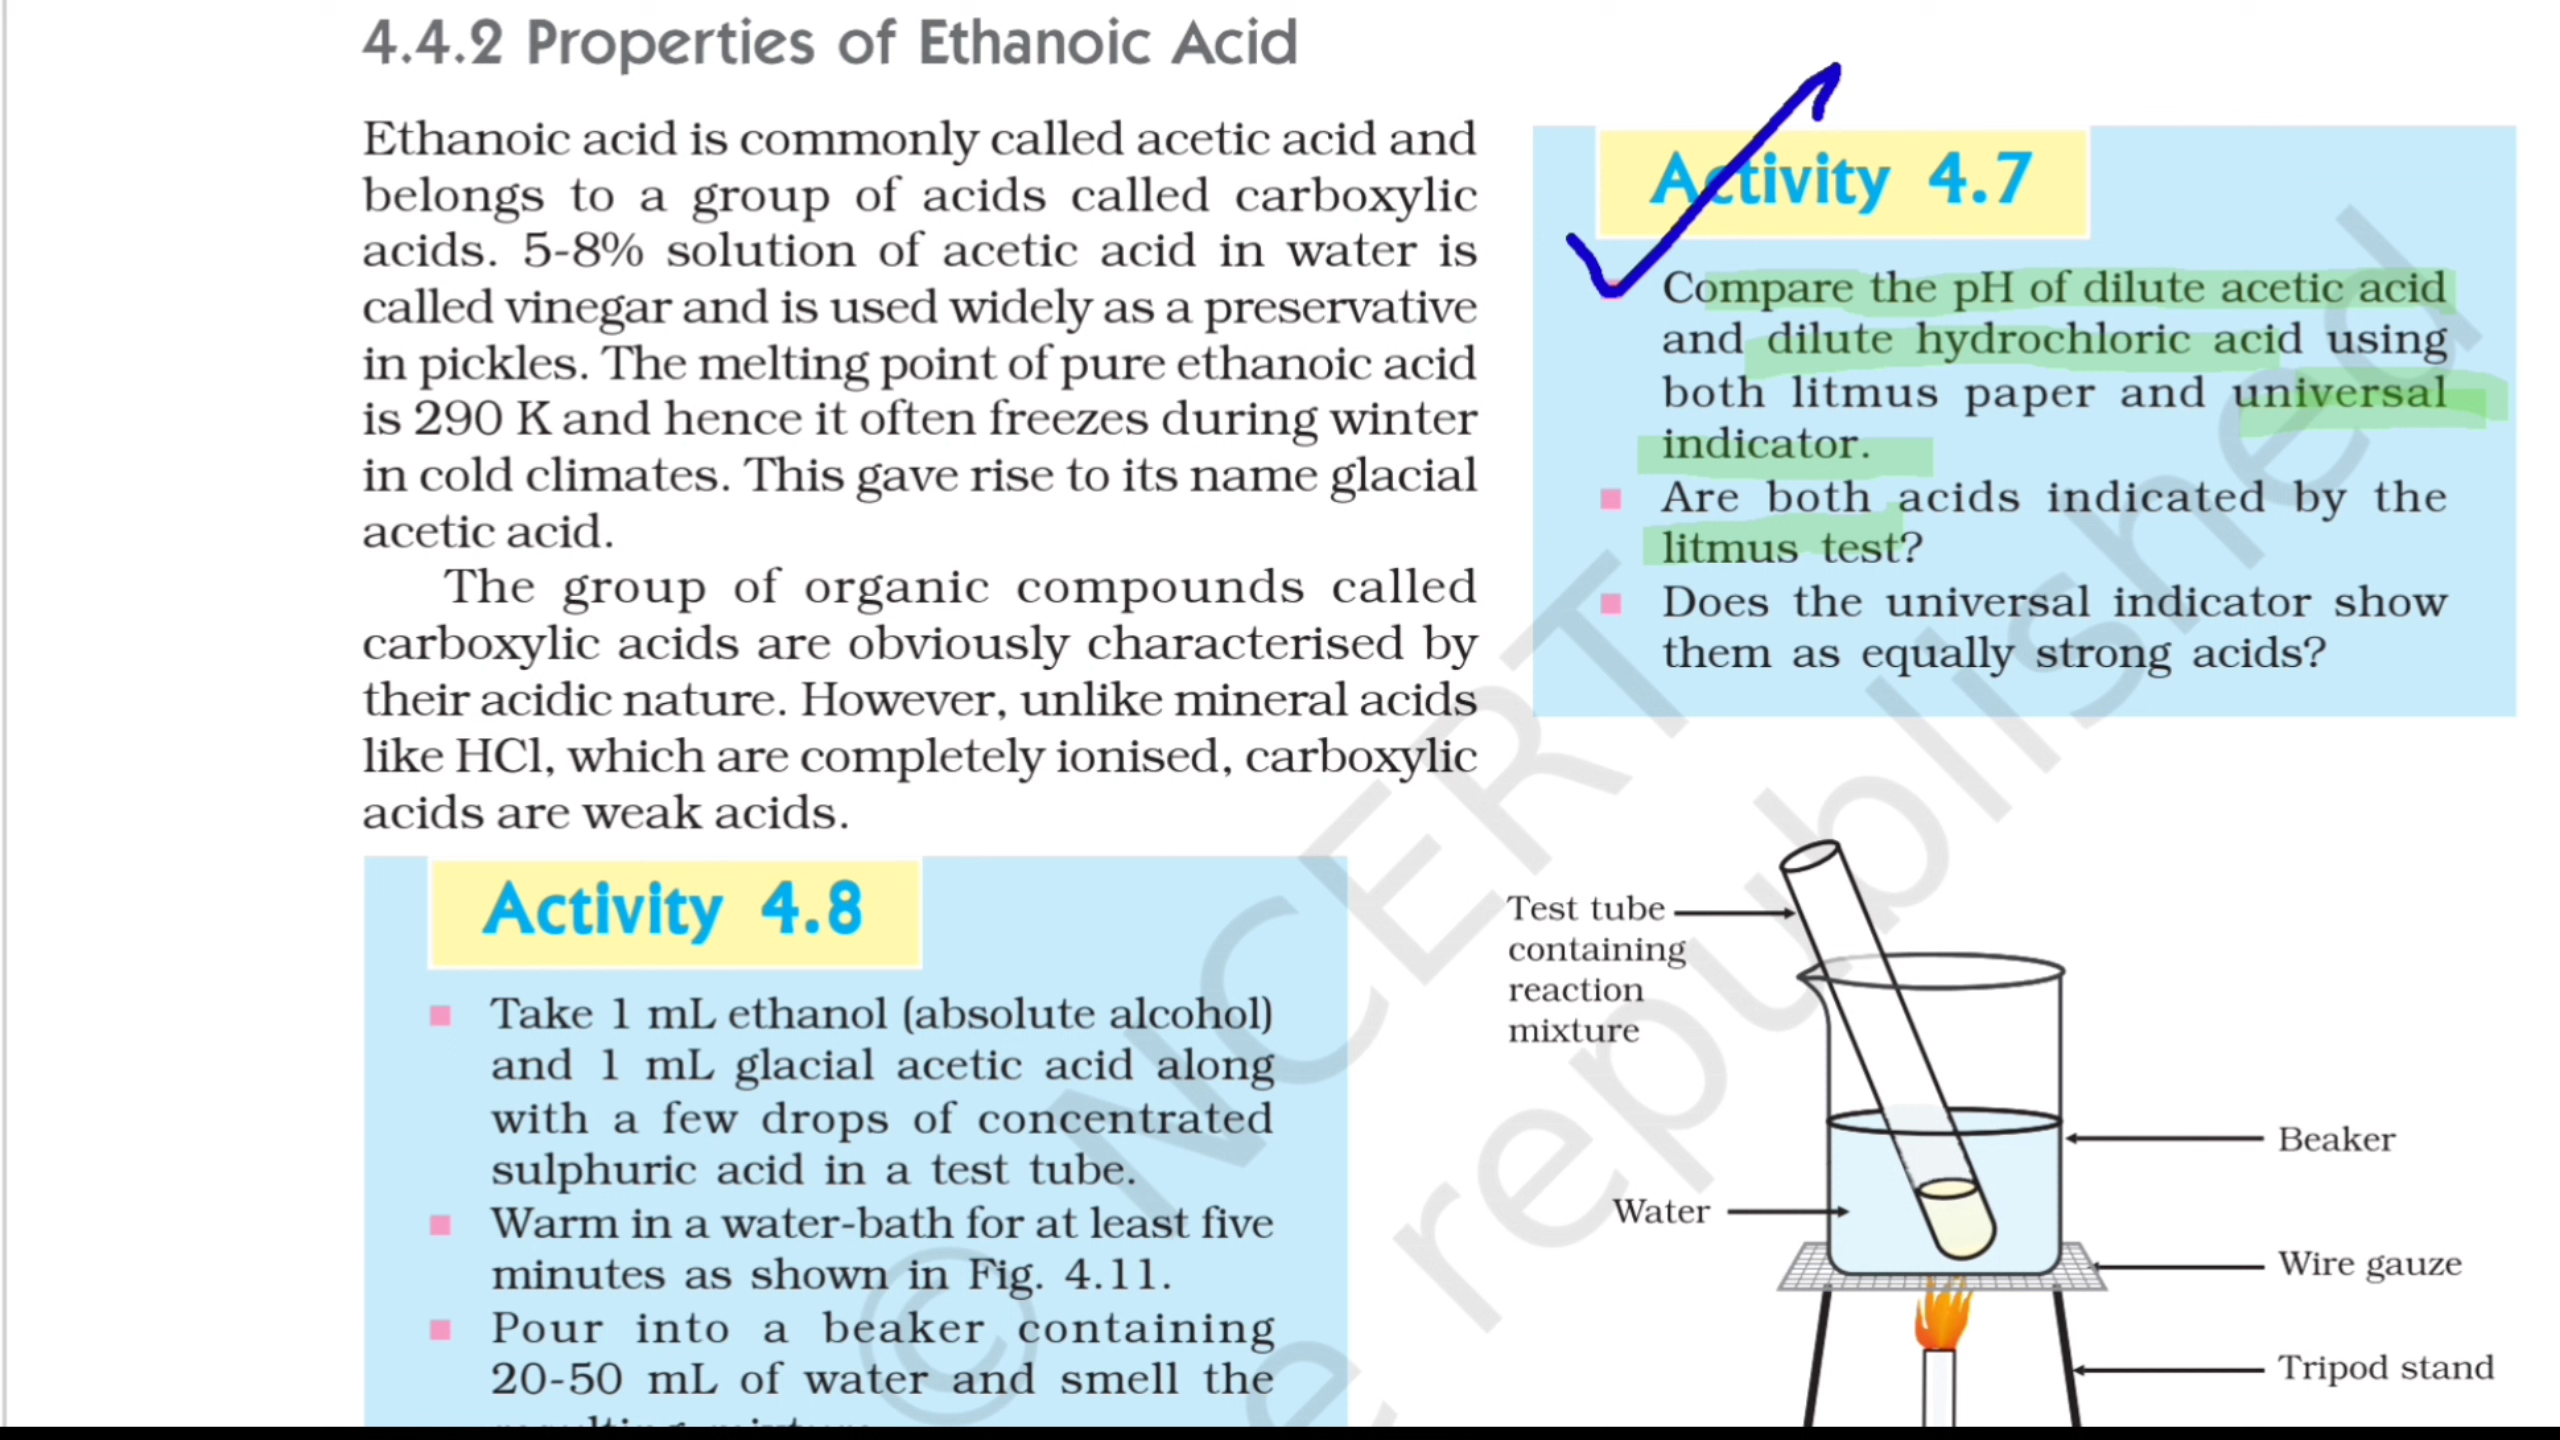 4.4.2 Properties of Ethanoic Acid
Ethanoic acid is commonly called acetic acid and
belongs to a group of acids called carboxylic
acids. 5-8% solution of acetic acid in water is
called vinegar and is used widely as a preservative
in pickles. The melting point of pure ethanoic acid
is 290 K and hence it often freezes during winter
in cold climates. This gave rise to its name glacial
acetic acid.
The group of organic compounds called
carboxylic acids are obviously characterised by
their acidic nature. However, unlike mineral acids
like HCl, which are completely ionised, carboxylic
acids are weak acids.
Activity 4.7
Compare the pH of dilute acetic acid
and dilute hydrochloric acid using
both litmus paper and universal
indicator.
Are both acids indicated by the
litmus test?
Does the universal indicator show
them as equally strong acids?
Activity 4.8
Take 1 mL ethanol (absolute alcohol)
and 1 mL glacial acetic acid along
with a few drops of concentrated
sulphuric acid in a test tube.
Warm in a water-bath for at least five
minutes as shown in Fig. 4.11.
Pour into a beaker containing
20-50 mL of water and smell the
Test tube
containing
reaction
mixture
Beaker
Water
Wire gauze
Tripod stand
© NCERT
republished